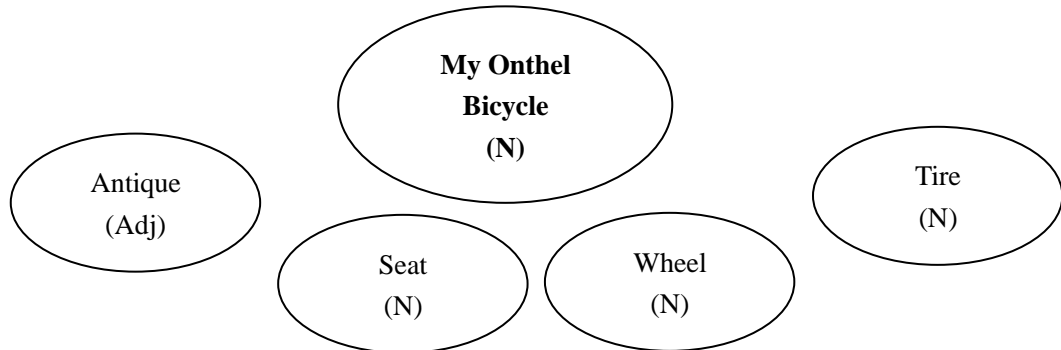 My Onthel
Bicycle
(N)
Antique
(Adj)
Seat
(N)
Wheel
(N)
Tire
(N)